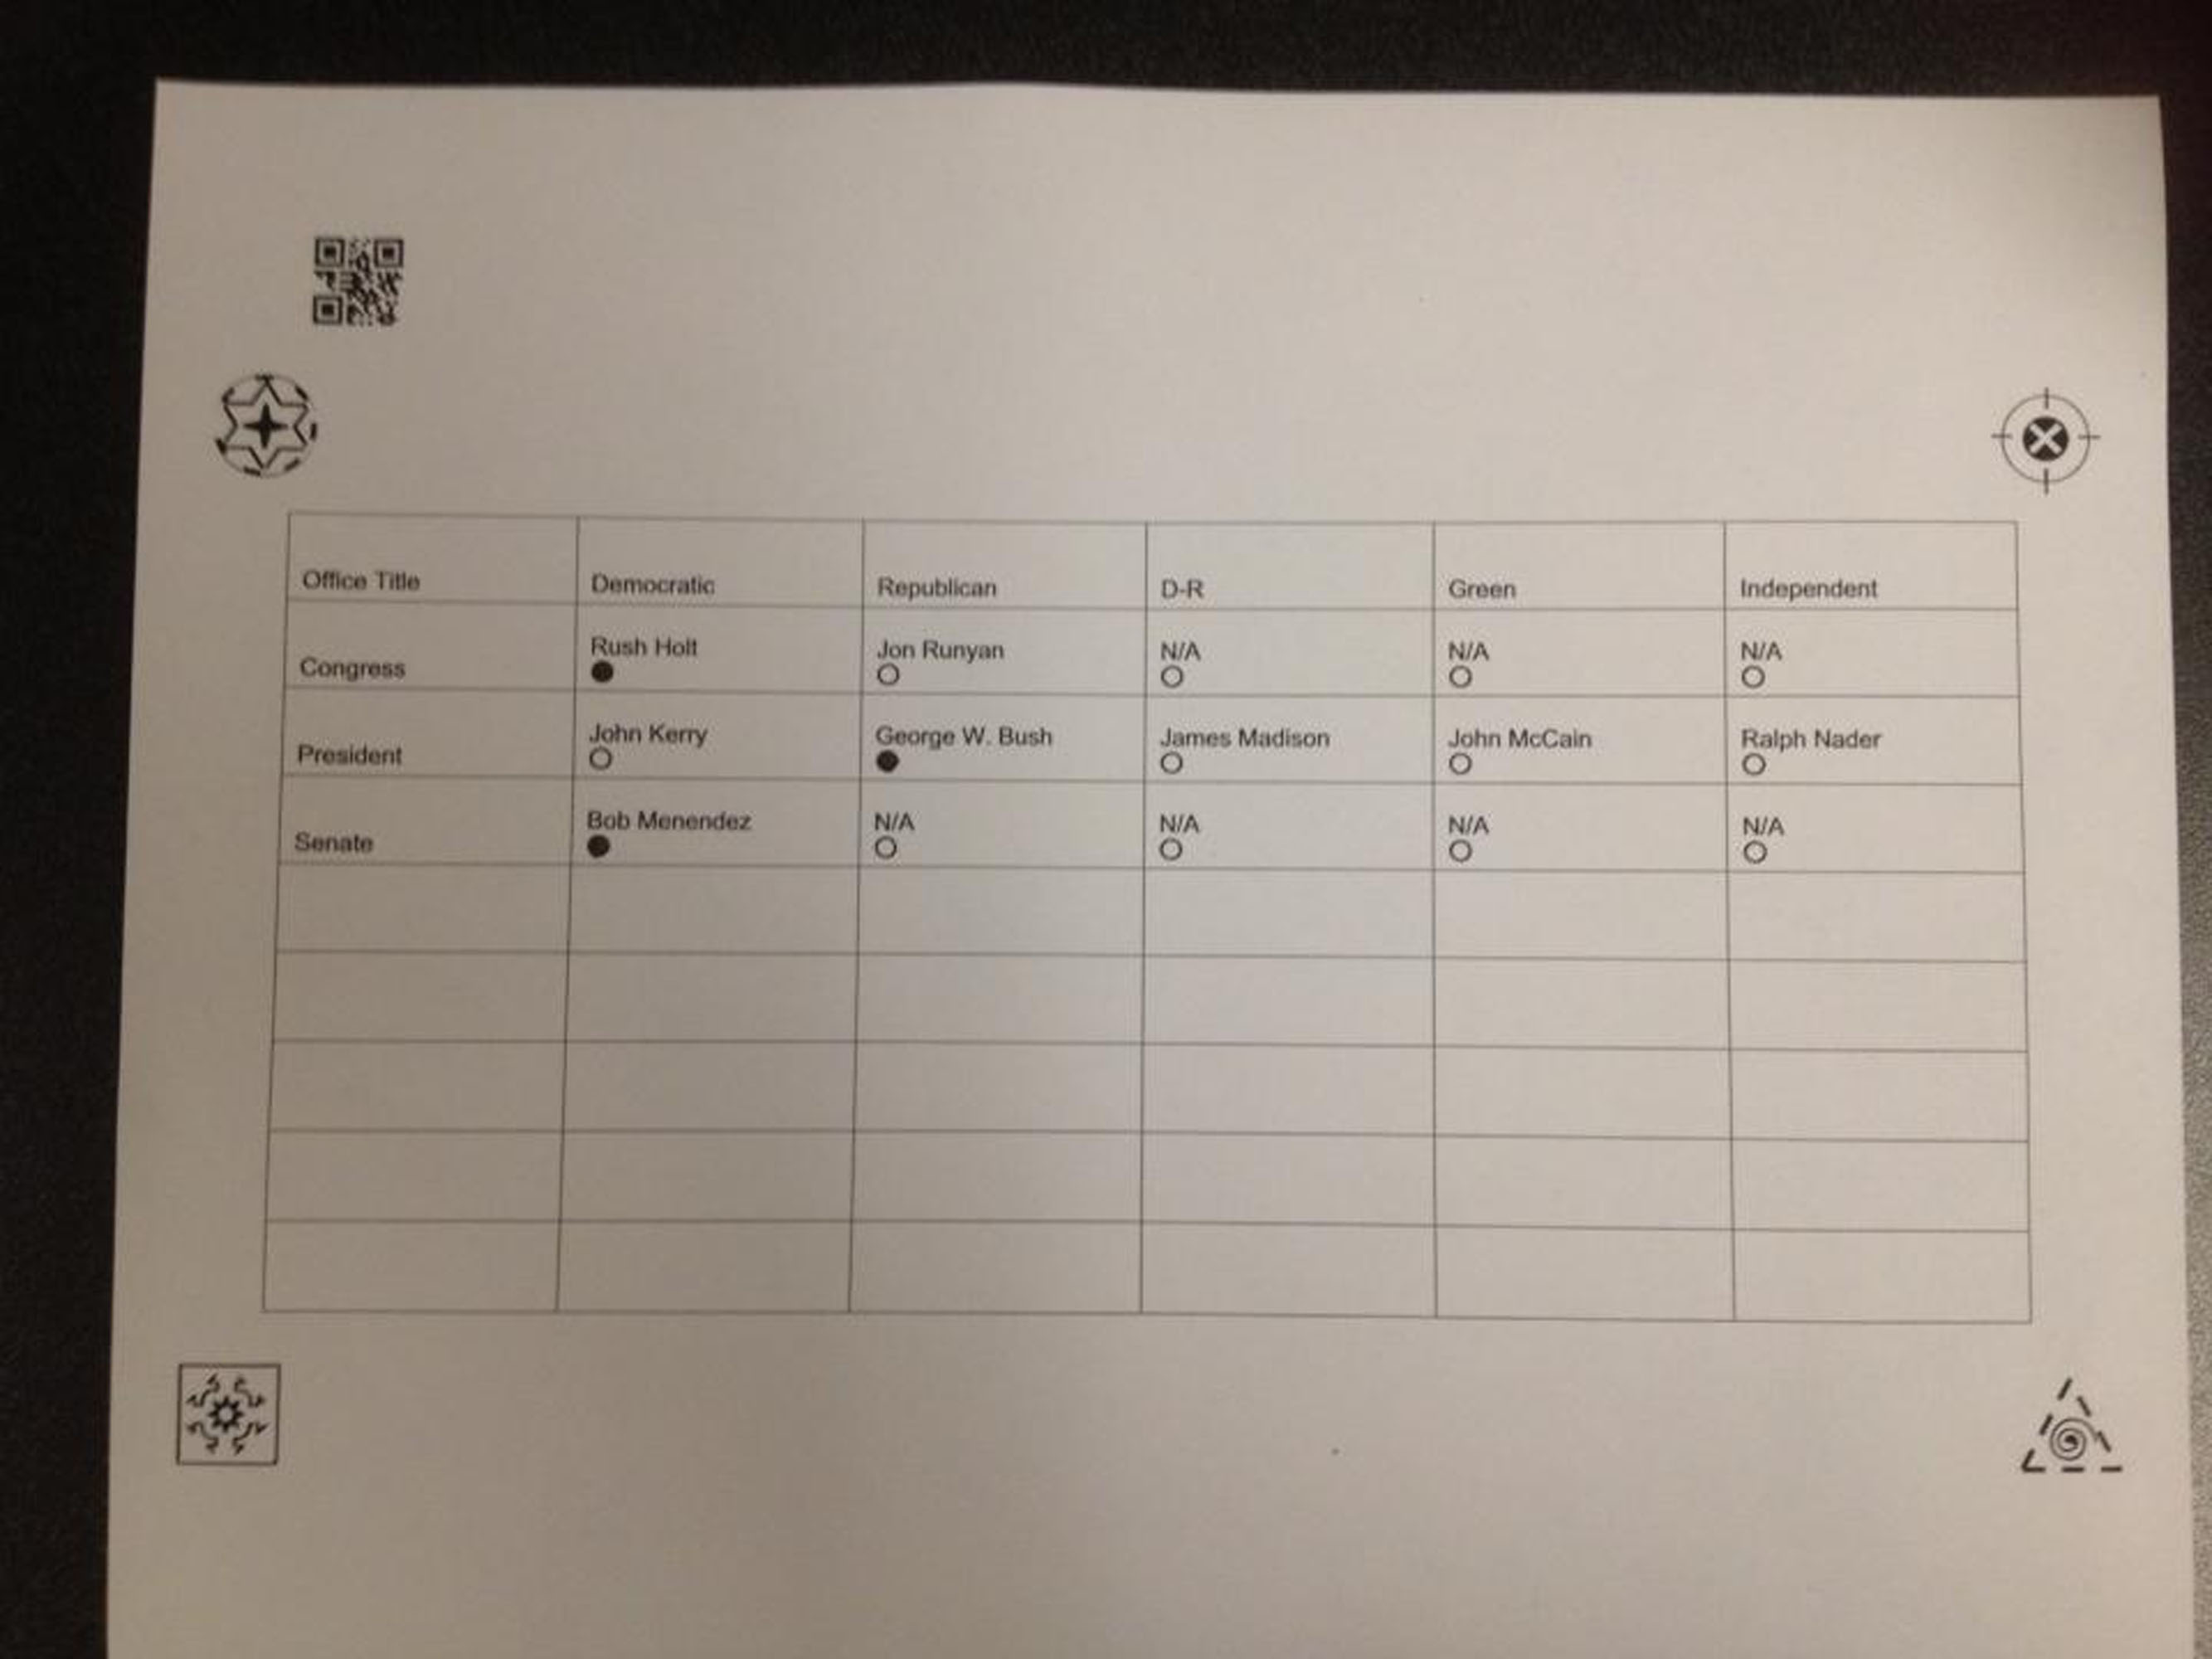 Office Title Democratic Republican D-R Green Independent
Congress Rush Holt Jon Runyan N/A N/A N/A
President John Kerry George W. Bush James Madison John McCain Ralph Nader
Senate Bob Menendez N/A N/A N/A N/A